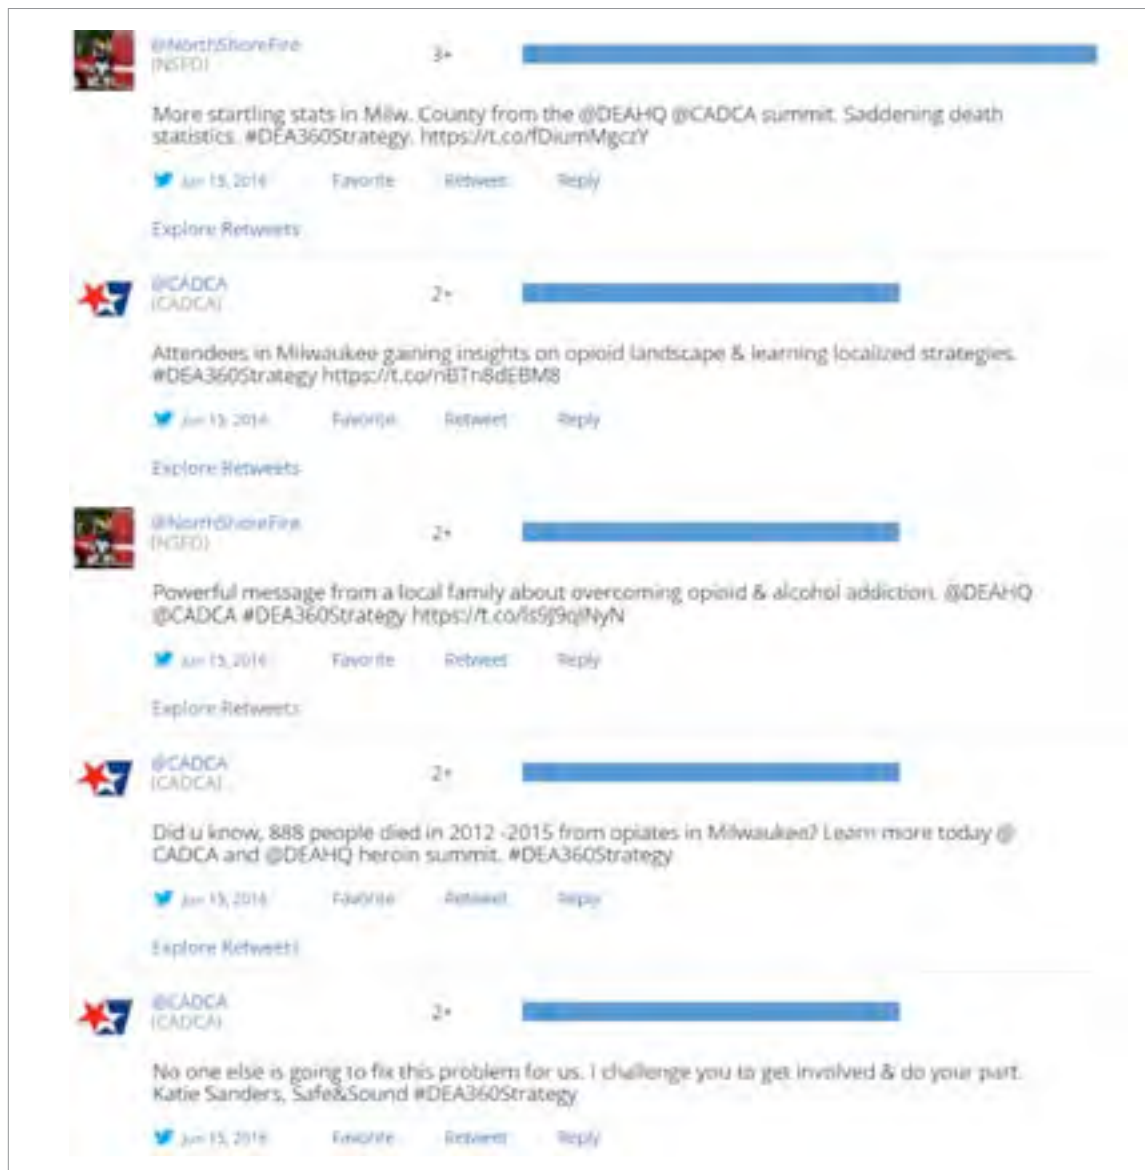 @NorthShoreFire
(NSFD)
3+
More startling stats in Milw. County from the @DEAHQ @CADCA summit. Saddening death
statistics. #DEA360Strategy. https://t.co/fDiumMgczY
Jun 15, 2016 Favorite Retweet Reply
Explore Retweets
@CADCA
(CADCA)
2+
Attendees in Milwaukee gaining insights on opioid landscape & learning localized strategies.
#DEA360Strategy https://t.co/nBTn8dEBM8
Jun 15, 2016 Favorite Retweet Reply
Explore Retweets
@NorthShoreFire
(NSFD)
2+
Powerful message from a local family about overcoming opioid & alcohol addiction. @DEAHQ
@CADCA #DEA360Strategy
Jun 15, 2016 Favorite Retweet Reply
Explore Retweets
@CADCA
(CADCA)
2+
Did u know, 888 people died in 2012 -2015 from opiates in Milwaukee? Learn more today @
CADCA and @DEAHQ heroin summit. #DEA360Strategy
Jun 15, 2016 Favorite Retweet Reply
Explore Retweets
@CADCA
(CADCA)
2+
No one else is going to fix this problem for us. I challenge you to get involved & do your part.
Katie Sanders, Safe&Sound #DEA360Strategy
Jun 15, 2016 Favorite Retweet Reply